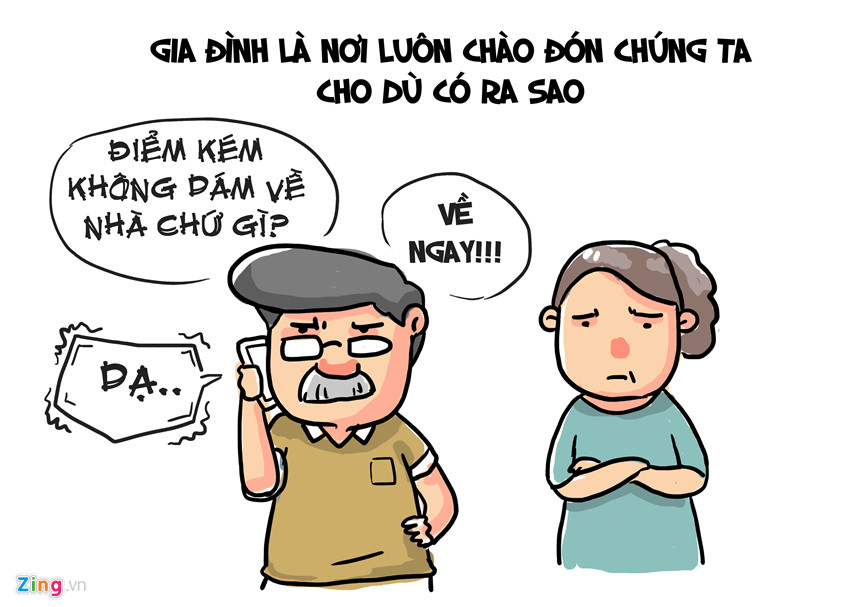 GIA ĐÌNH LÀ NƠI LUÔN CHÀO ĐÓN CHÚNG TA
CHO DÙ CÓ RA SAO
ĐIỂM KÉM
KHÔNG DÁM VỀ
NHÀ CHỨ GÌ?
VỀ
NGAY!!!
DẠ..
Zing.vn